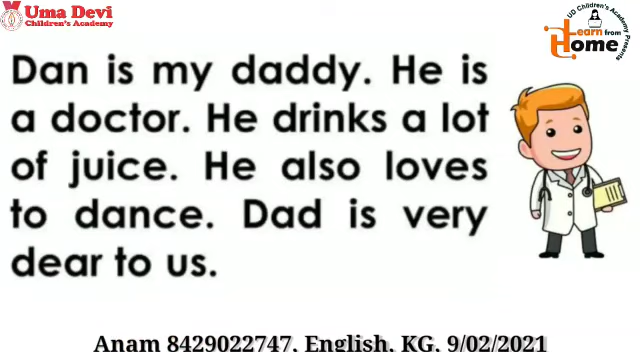 Uma Devi
Children's Academy
UD Children's Academy Presents
Learn from
Home
Dan is my daddy. He is
a doctor. He drinks a lot
of juice. He also loves
to dance. Dad is very
dear to us.
Anam 8429022747, English, KG, 9/02/2021